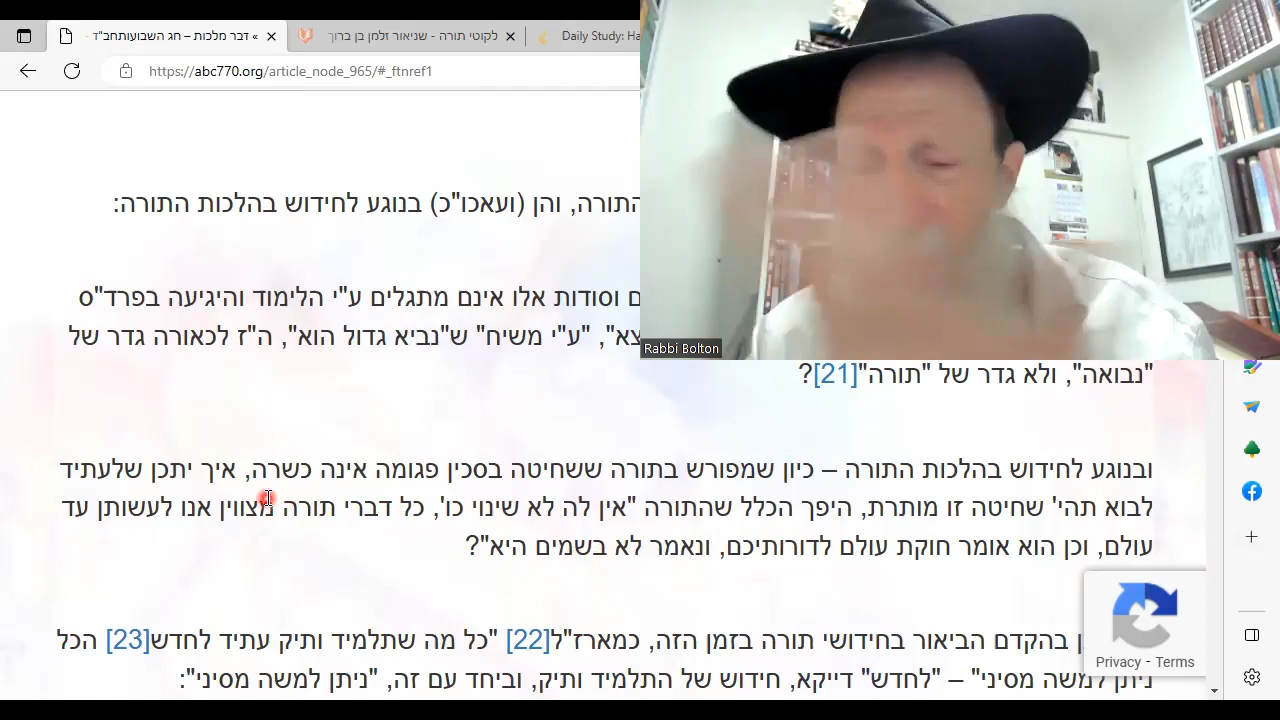 » דבר מלכות – חג השבועותחב"ד -
לקוטי תורה - שניאור זלמן בן ברוך
Daily Study: Ha
https://abc770.org/article_node_965/#_ftnref1
התורה, והן (ועאכו"כ) בנוגע לחידוש בהלכות התורה:
ם וסודות אלו אינם מתגלים ע"י הלימוד והיגיעה בפרד"ס
צא", "ע"י משיח" ש"נביא גדול הוא", ה"ז לכאורה גדר של
"נבואה", ולא גדר של "תורה"[21]?
ובנוגע לחידוש בהלכות התורה – כיון שמפורש בתורה ששחיטה בסכין פגומה אינה כשרה, איך יתכן שלעתיד
לבוא תהי' שחיטה זו מותרת, היפך הכלל שהתורה "אין לה לא שינוי כו', כל דברי תורה מצווין אנו לעשותן עד
עולם, וכן הוא אומר חוקת עולם לדורותיכם, ונאמר לא בשמים היא"?
ן בהקדם הביאור בחידושי תורה בזמן הזה, כמארז"ל[22] "כל מה שתלמיד ותיק עתיד לחדש[23] הכל
ניתן למשה מסיני" – "לחדש" דייקא, חידוש של התלמיד ותיק, וביחד עם זה, "ניתן למשה מסיני":
Rabbi Bolton
Privacy - Terms